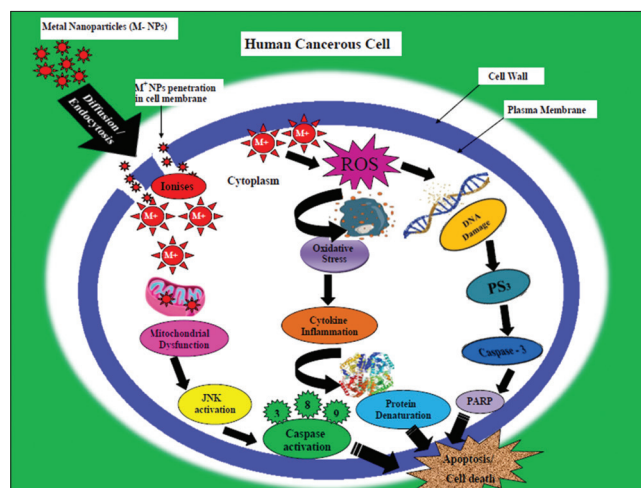 Metal Nanoparticles (M- NPs)
Human Cancerous Cell
Diffusion /
Endocytosis
M⁺ NPs penetration
in cell membrane
Cell Wall
Plasma Membrane
Ionises
M+
M+
M+
Cytoplasm
M+
M+
ROS
Oxidative
Stress
DNA
Damage
Mitochondrial
Dysfunction
Cytokine
Inflammation
PS3
Caspase - 3
JNK
activation
3
8
9
Caspase
activation
Protein
Denaturation
PARP
Apoptosis/
Cell death